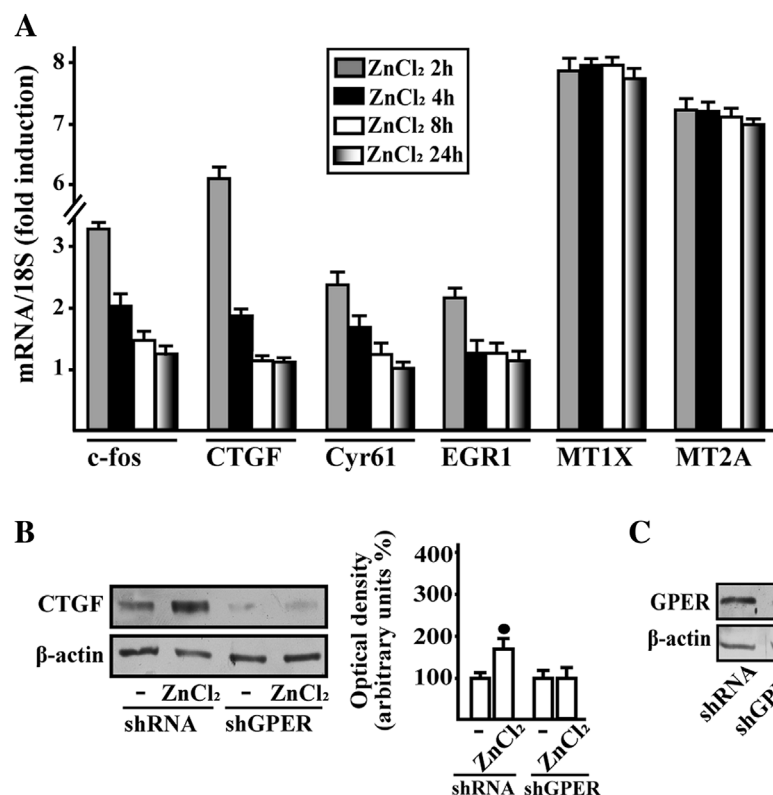 A
mRNA/18S (fold induction)
8
7
6
3
2
1
ZnCl₂ 2h
ZnCl₂ 4h
ZnCl₂ 8h
ZnCl₂ 24h
c-fos CTGF Cyr61 EGR1 MT1X MT2A
B
CTGF
β-actin
- ZnCl₂ - ZnCl₂
shRNA shGPER
Optical density
(arbitrary units %)
400
300
200
100
- ZnCl₂ - ZnCl₂
shRNA shGPER
C
GPER
β-actin
shRNA
shGP